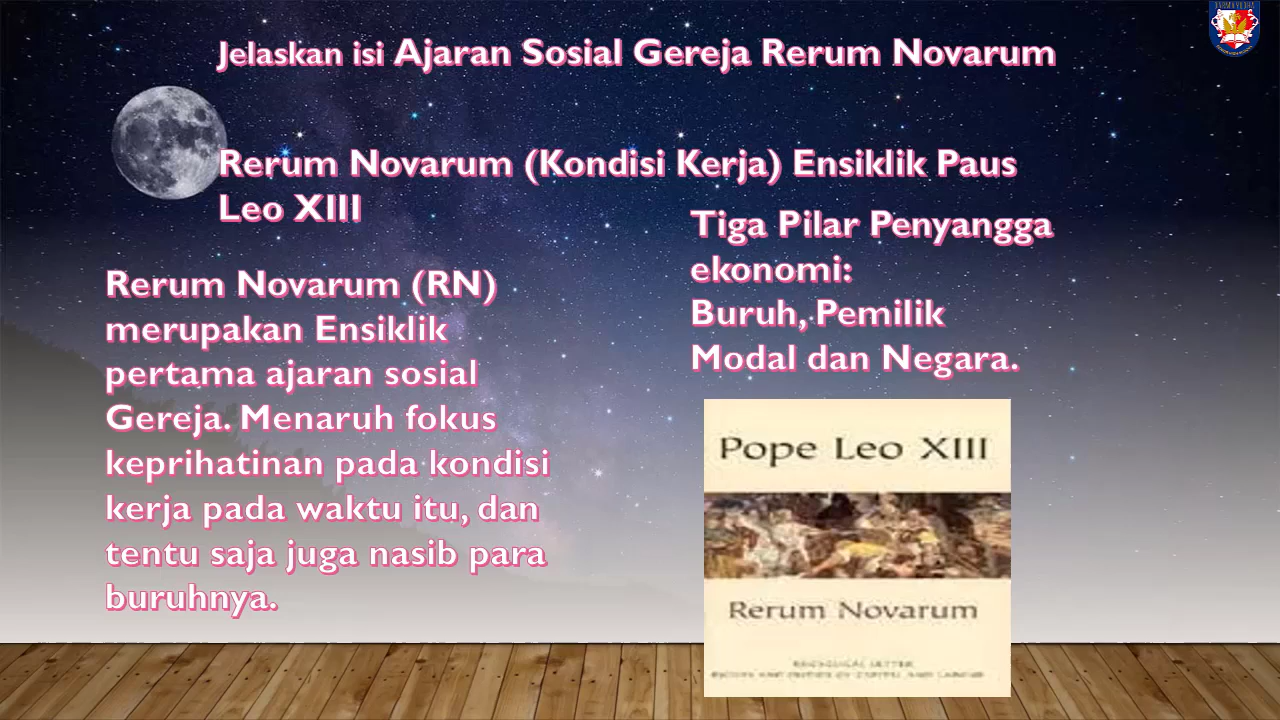 Jelaskan isi Ajaran Sosial Gereja Rerum Novarum
Rerum Novarum (Kondisi Kerja) Ensiklik Paus
Leo XIII
Rerum Novarum (RN)
merupakan Ensiklik
pertama ajaran sosial
Gereja. Menaruh fokus
keprihatinan pada kondisi
kerja pada waktu itu, dan
tentu saja juga nasib para
buruhnya.
Tiga Pilar Penyangga
ekonomi:
Buruh, Pemilik
Modal dan Negara.
Pope Leo XIII
Rerum Novarum
ENCYCLICAL LETTER